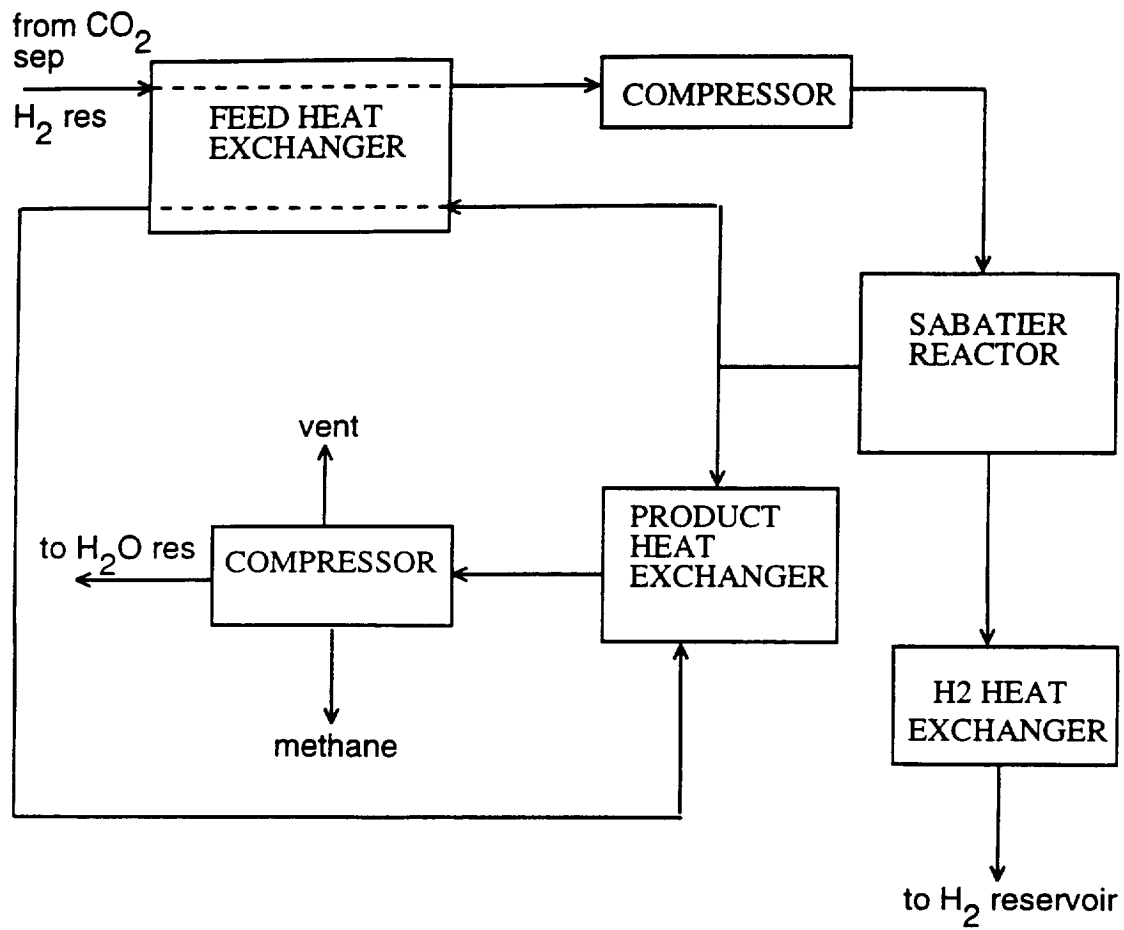 from CO2
sep
H2 res
FEED HEAT
EXCHANGER
COMPRESSOR
SABATIER
REACTOR
vent
to H2O res
COMPRESSOR
methane
PRODUCT
HEAT
EXCHANGER
H2 HEAT
EXCHANGER
to H2 reservoir